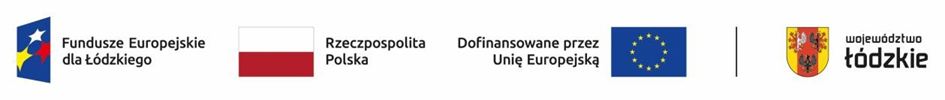 Fundusze Europejskie
dla Łódzkiego
Rzeczpospolita
Polska
Dofinansowane przez
Unię Europejską
województwo
Łódzkie